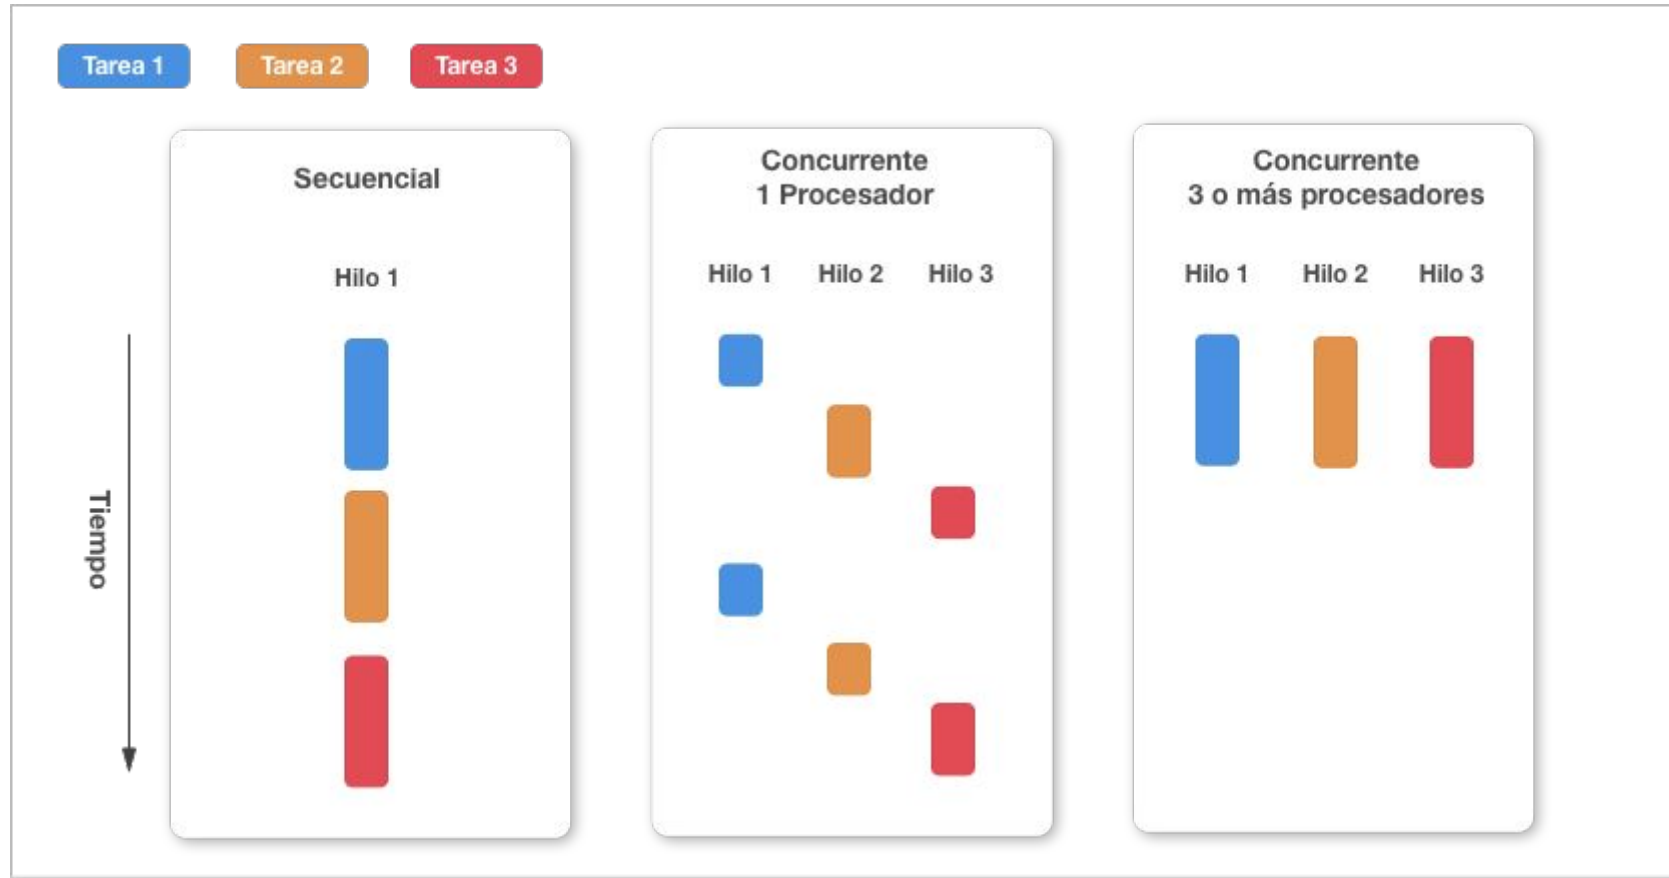 Tarea 1
Tarea 2
Tarea 3
Secuencial
Hilo 1
Concurrente
1 Procesador
Hilo 1
Hilo 2
Hilo 3
Concurrente
3 o más procesadores
Hilo 1
Hilo 2
Hilo 3
Tiempo